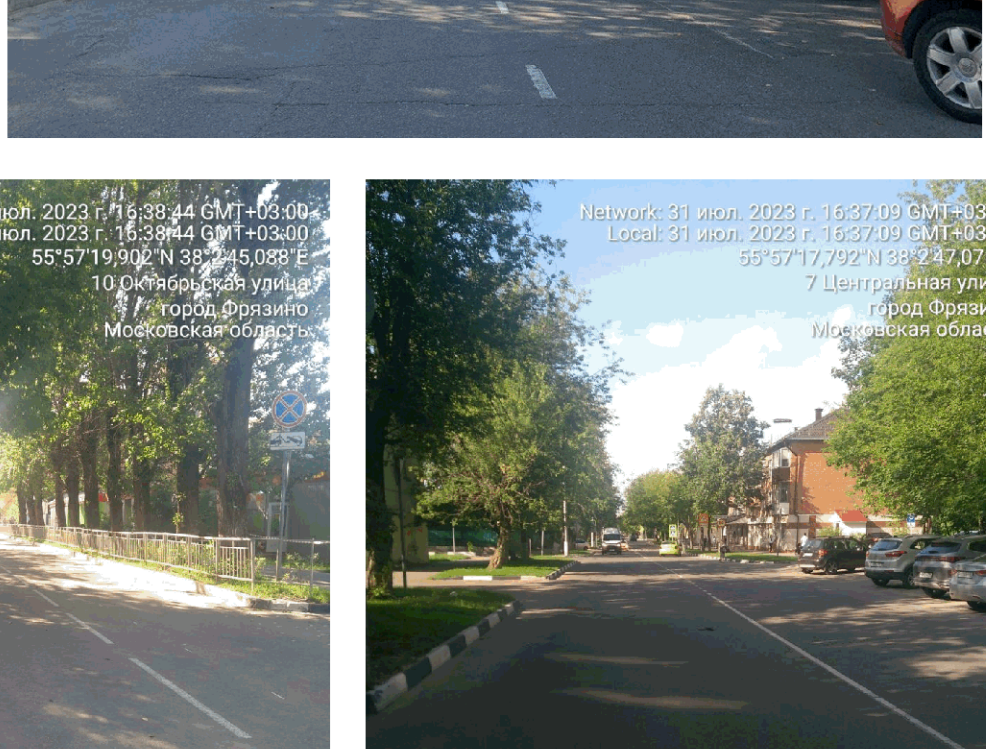 июл. 2023 г. 16:38:44 GMT+03:00
июл. 2023 г. 16:38:44 GMT+03:00
55°57'19,902"N 38°2'45,088"E
10 Октябрьская улица
город Фрязино
Московская область
Network: 31 июл. 2023 г. 16:37:09 GMT+03
Local: 31 июл. 2023 г. 16:37:09 GMT+03
55°57'17,792"N 38°2'47,07
7 Центральная ули
город Фрязи
Московская облас